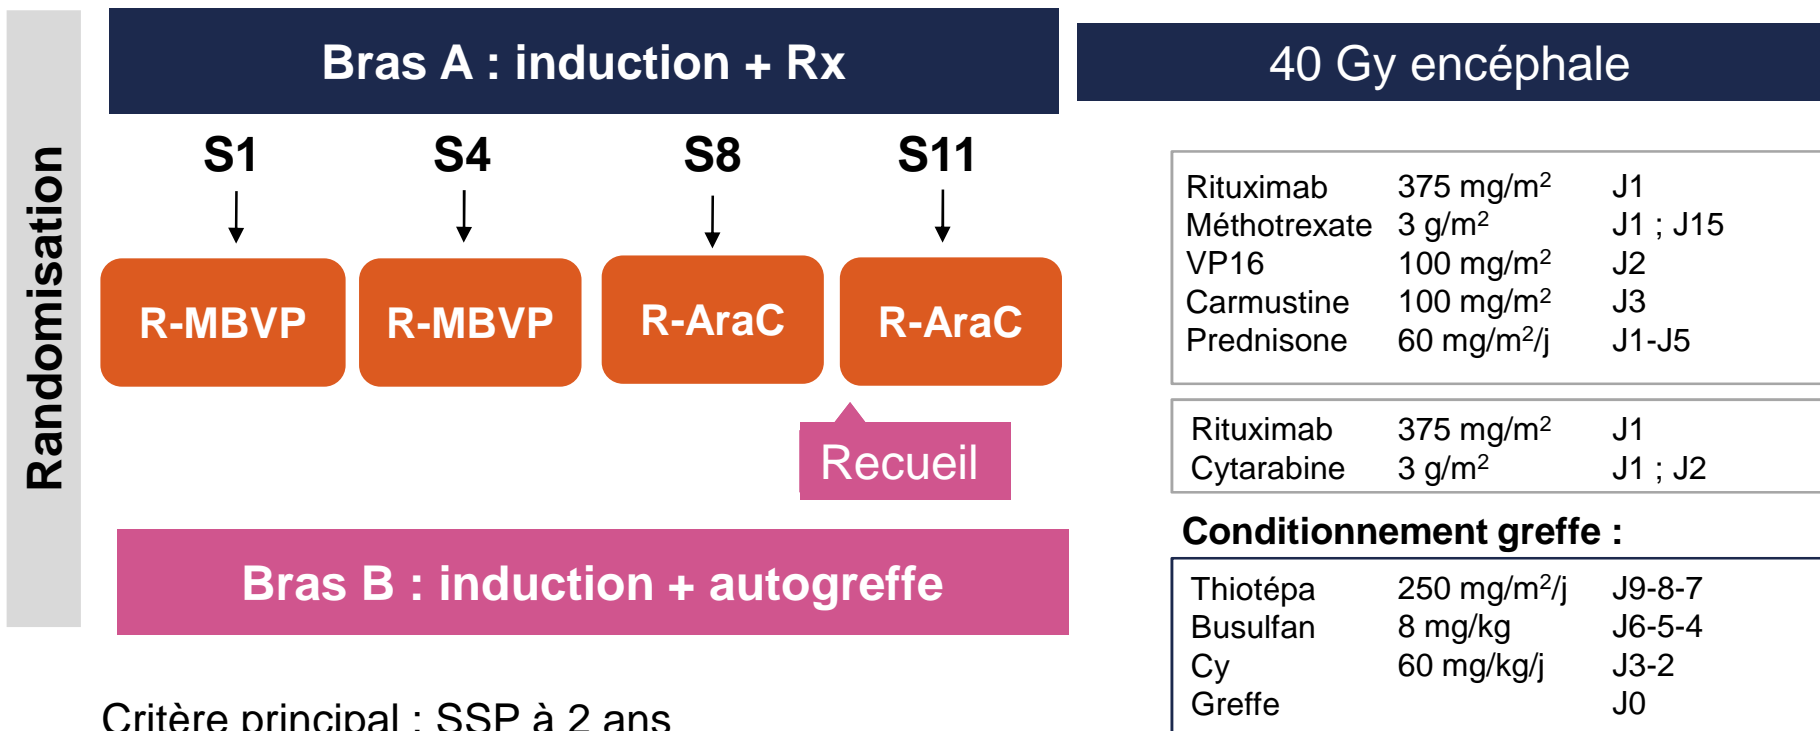 Randomisation
Bras A : induction + Rx
40 Gy encéphale
S1 S4 S8 S11
R-MBVP R-MBVP R-AraC R-AraC
Recueil
Bras B : induction + autogreffe
Critère principal : SSP à 2 ans
Rituximab 375 mg/m² J1
Méthotrexate 3 g/m² J1 ; J15
VP16 100 mg/m² J2
Carmustine 100 mg/m² J3
Prednisone 60 mg/m²/j J1-J5
Rituximab 375 mg/m² J1
Cytarabine 3 g/m² J1 ; J2
Conditionnement greffe :
Thiotépa 250 mg/m²/j J9-8-7
Busulfan 8 mg/kg J6-5-4
Cy 60 mg/kg/j J3-2
Greffe J0